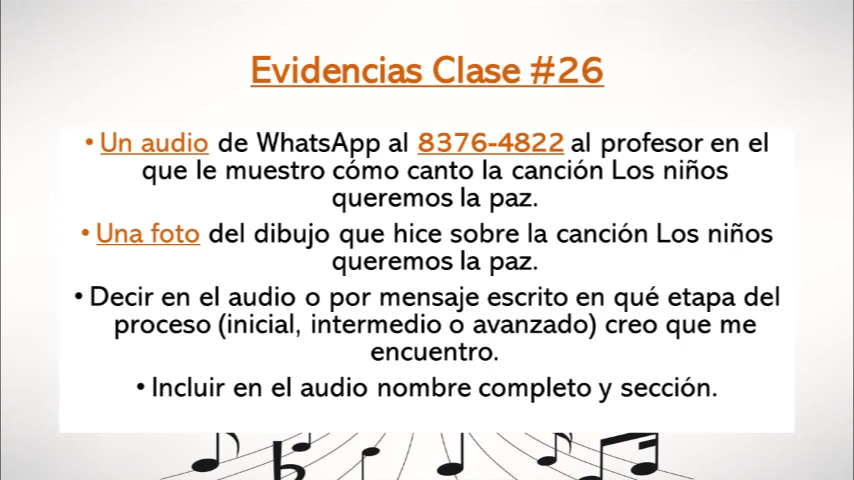 Evidencias Clase #26
•Un audio de WhatsApp al 8376-4822 al profesor en el
que le muestro cómo canto la canción Los niños
queremos la paz.
•Una foto del dibujo que hice sobre la canción Los niños
queremos la paz.
•Decir en el audio o por mensaje escrito en qué etapa del
proceso (inicial, intermedio o avanzado) creo que me
encuentro.
•Incluir en el audio nombre completo y sección.